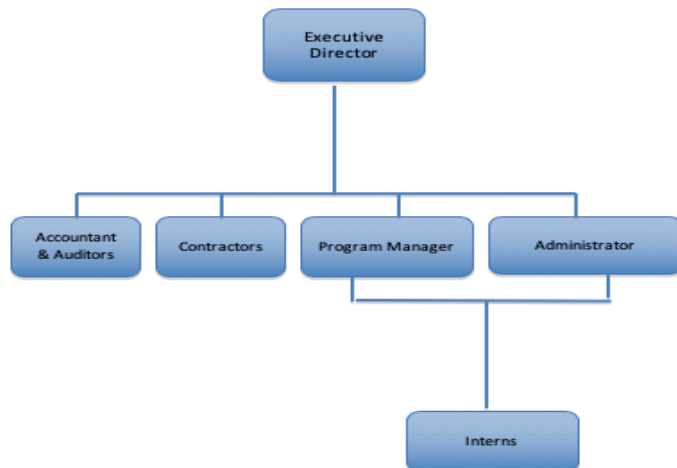 Executive
Director
Accountant
& Auditors
Contractors
Program Manager
Administrator
Interns